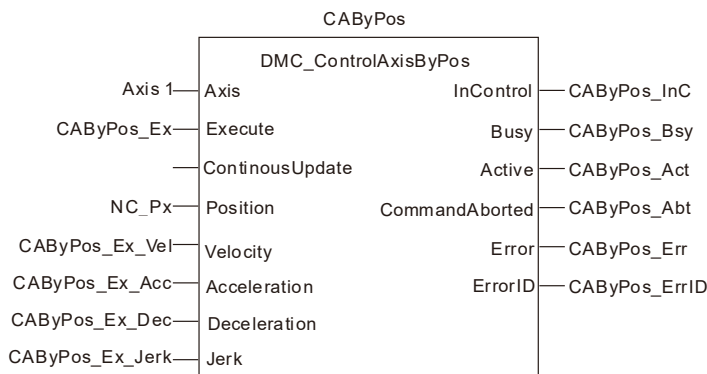 CAByPos
DMC_ControlAxisByPos
Axis 1 Axis InControl CAByPos_InC
CAByPos_Ex Execute Busy CAByPos_Bsy
ContinousUpdate Active CAByPos_Act
NC_Px Position CommandAborted CAByPos_Abt
CAByPos_Ex_Vel Velocity Error CAByPos_Err
CAByPos_Ex_Acc Acceleration ErrorID CAByPos_ErrID
CAByPos_Ex_Dec Deceleration
CAByPos_Ex_Jerk Jerk